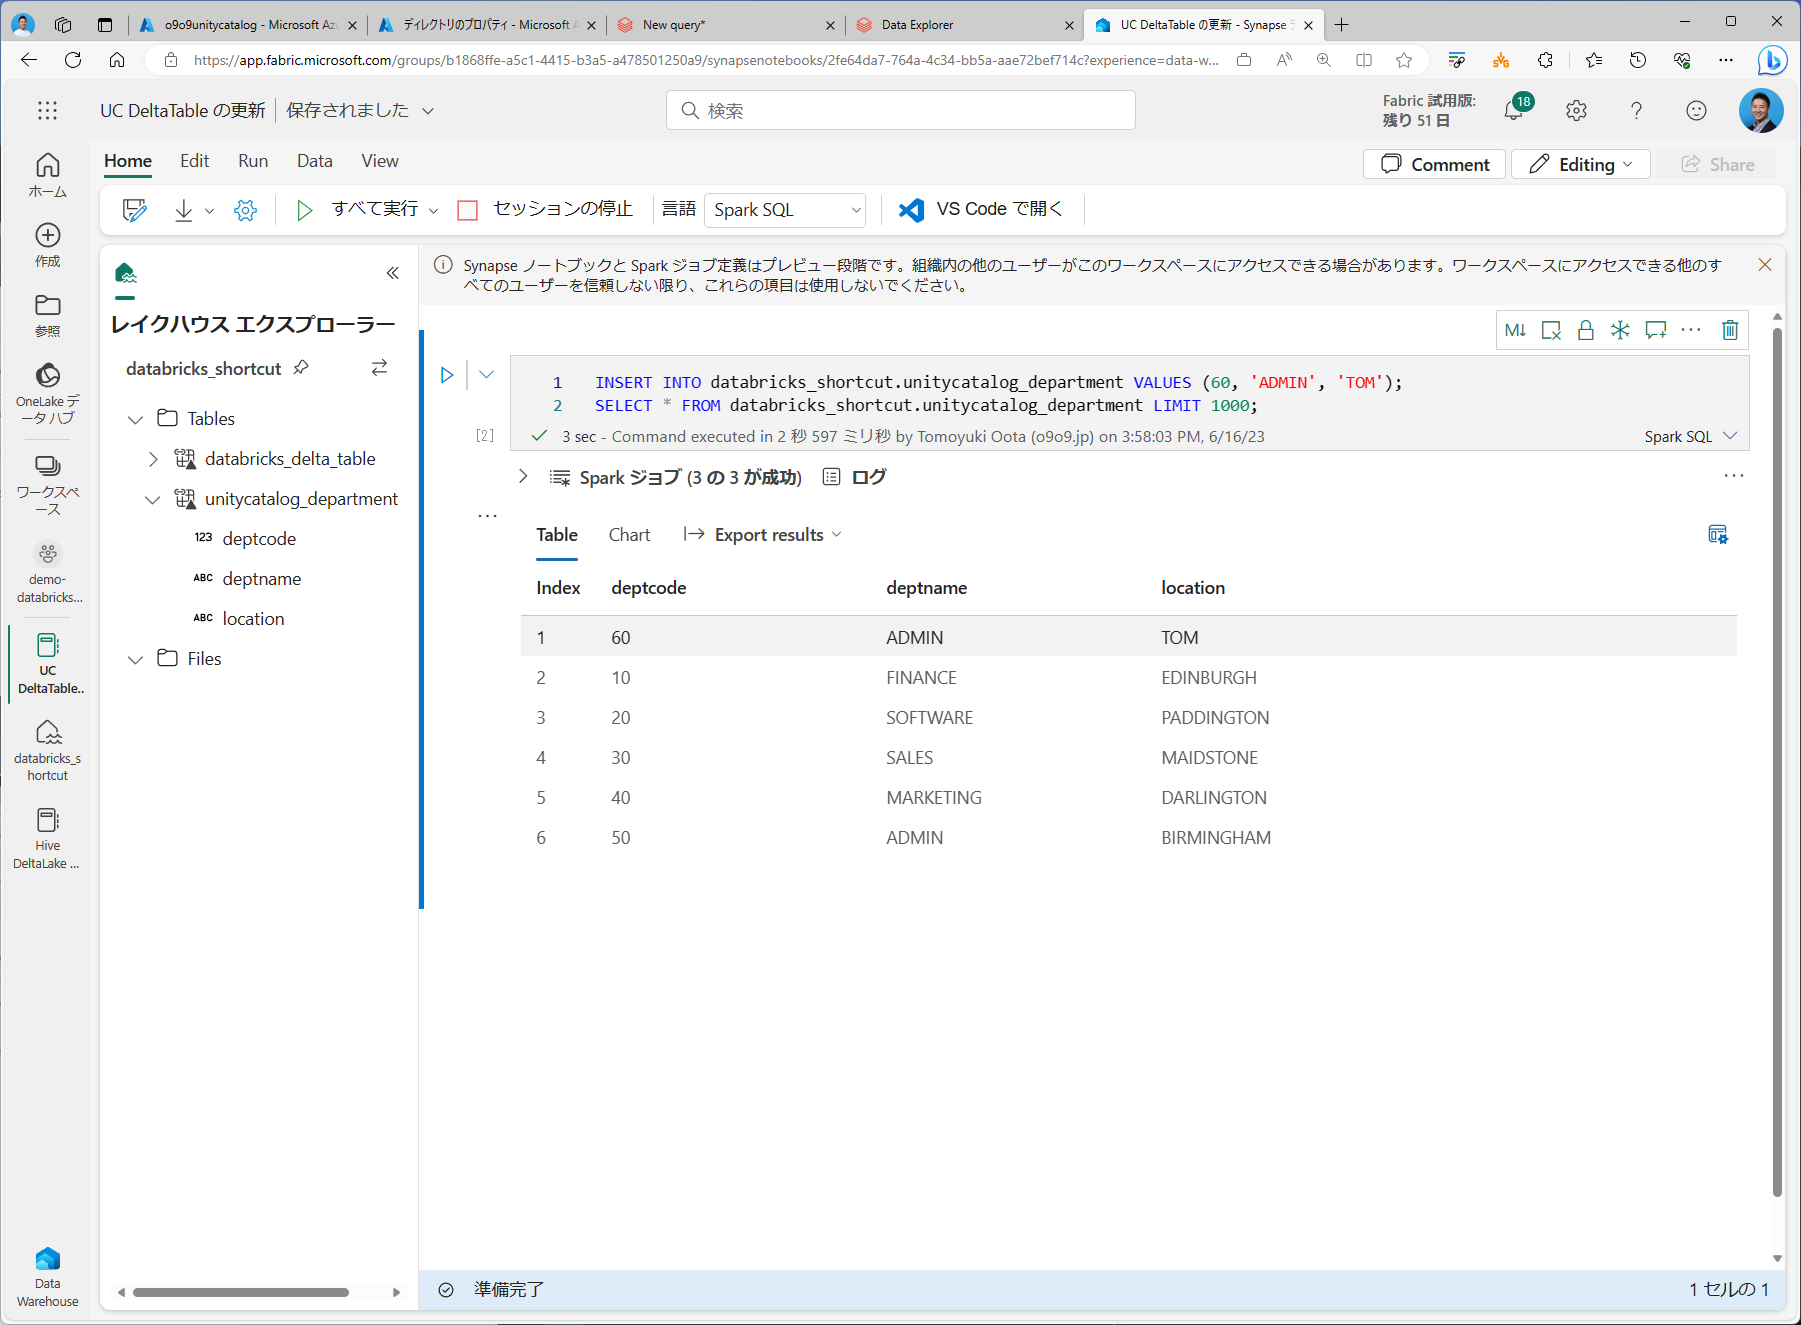 o9o9unitycatalog - Microsoft Az
ディレクトリのプロパティ - Microsoft A
New query*
Data Explorer
UC DeltaTable の更新 - Synapse
https://app.fabric.microsoft.com/groups/b1868ffe-a5c1-4415-b3a5-a478501250a9/synapsenotebooks/2fe64da7-764a-4c34-bb5a-aae72bef714c?experience=data-w...
UC DeltaTable の更新
保存されました
検索
Fabric 試用版:
残り 51 日
18
Home
Edit
Run
Data
View
Comment
Editing
Share
すべて実行
セッションの停止
言語
Spark SQL
VS Code で開く
ホーム
作成
参照
OneLake デ
ータ ハブ
ワークスペ
ース
demo-
databricks...
UC
DeltaTable..
databricks_s
hortcut
Hive
DeltaLake ...
Data
Warehouse
レイクハウス エクスプローラー
databricks_shortcut
Tables
databricks_delta_table
unitycatalog_department
123 deptcode
ABC deptname
ABC location
Files
Synapse ノートブックと Spark ジョブ定義はプレビュー段階です。組織内の他のユーザーがこのワークスペースにアクセスできる場合があります。ワークスペースにアクセスできる他のす
べてのユーザーを信頼しない限り、これらの項目は使用しないでください。
M↓
1 INSERT INTO databricks_shortcut.unitycatalog_department VALUES (60, 'ADMIN', 'TOM');
2 SELECT * FROM databricks_shortcut.unitycatalog_department LIMIT 1000;
[2]
3 sec - Command executed in 2 秒 597 ミリ秒 by Tomoyuki Oota (o9o9.jp) on 3:58:03 PM, 6/16/23
Spark SQL
Spark ジョブ (3 の 3 が成功)
ログ
Table
Chart
Export results
Index deptcode deptname location
1 60 ADMIN TOM
2 10 FINANCE EDINBURGH
3 20 SOFTWARE PADDINGTON
4 30 SALES MAIDSTONE
5 40 MARKETING DARLINGTON
6 50 ADMIN BIRMINGHAM
準備完了
1 セルの 1